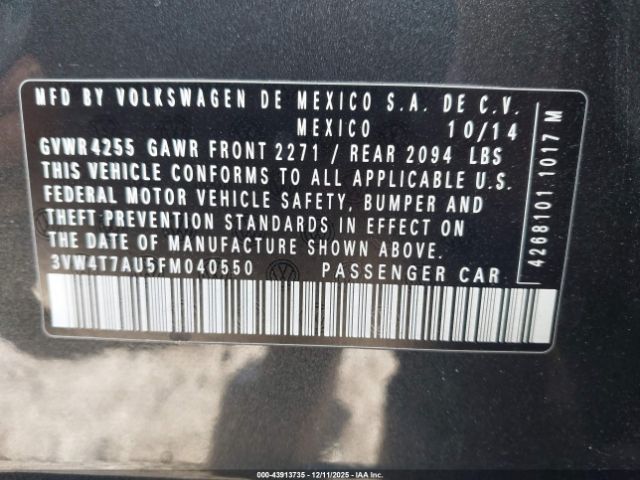 MFD BY VOLKSWAGEN DE MEXICO S.A. DE C.V.
MEXICO 10/14
GVWR 4255 GAWR FRONT 2271 / REAR 2094 LBS
THIS VEHICLE CONFORMS TO ALL APPLICABLE U.S.
FEDERAL MOTOR VEHICLE SAFETY, BUMPER AND
THEFT PREVENTION STANDARDS IN EFFECT ON
THE DATE OF MANUFACTURE SHOWN ABOVE.
3VW4T7AU5FM040550 PASSENGER CAR
4268101 1017 M
000-43913735 - 12/11/2025 - IAA Inc.